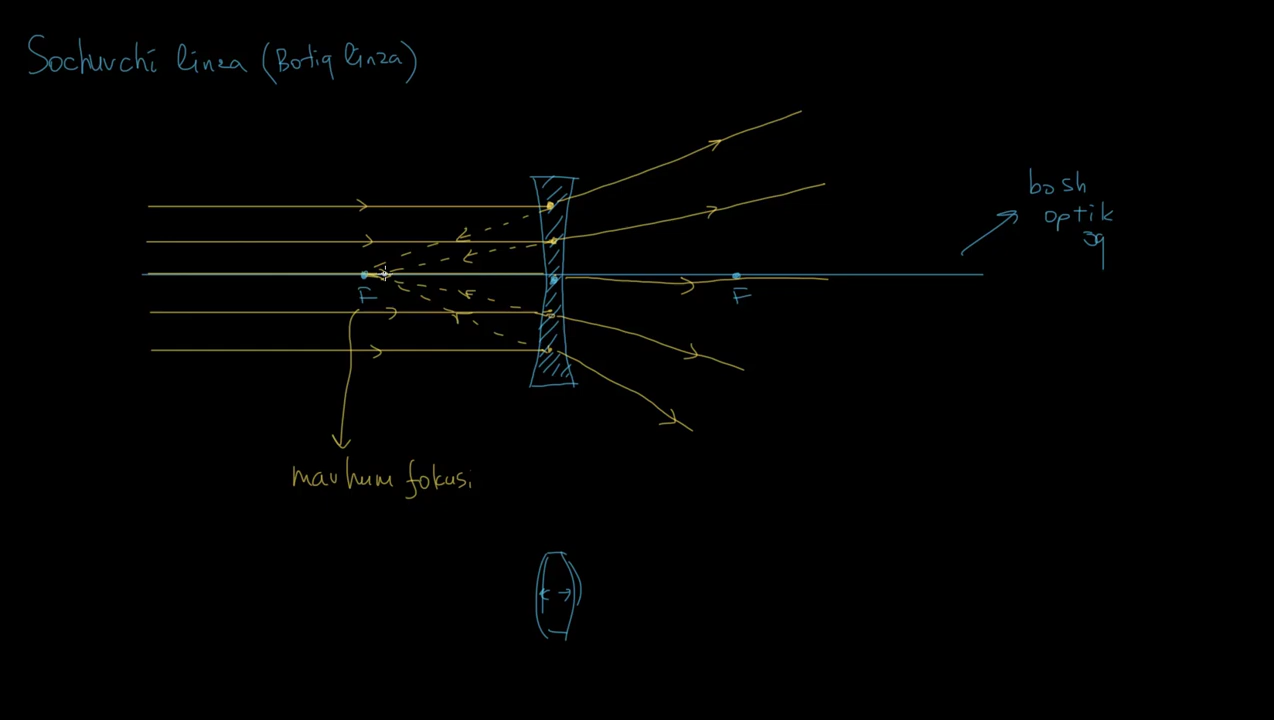 Sochuvchi linza (Botiq linza)
bosh
optik
o'q
F
F
mavhum fokusi